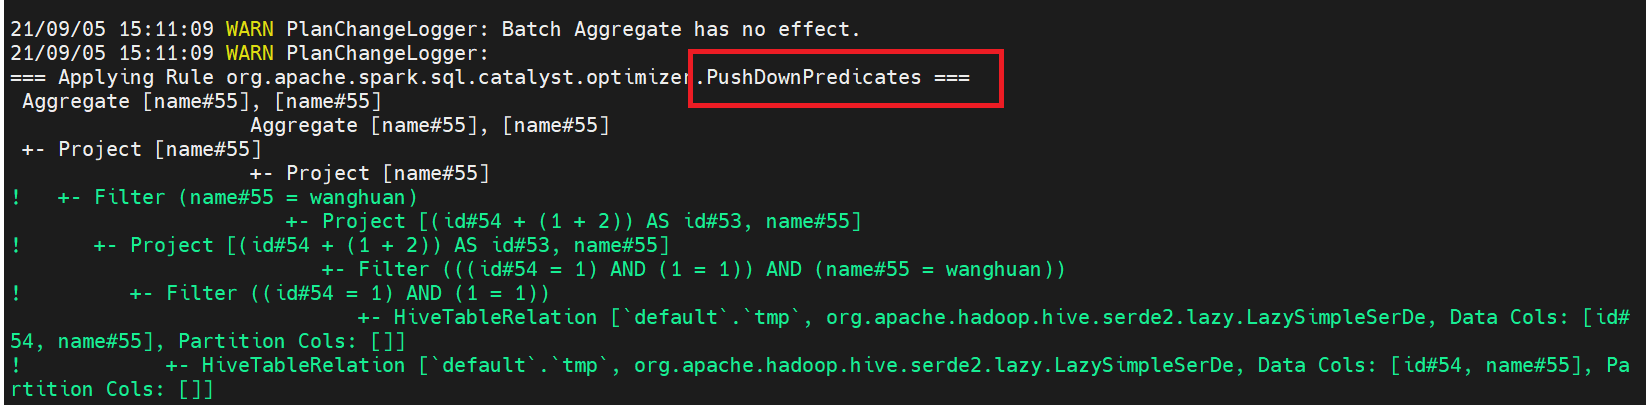 21/09/05 15:11:09 WARN PlanChangeLogger: Batch Aggregate has no effect.
21/09/05 15:11:09 WARN PlanChangeLogger:
=== Applying Rule org.apache.spark.sql.catalyst.optimizer.PushDownPredicates ===
Aggregate [name#55], [name#55]
Aggregate [name#55], [name#55]
+- Project [name#55]
+- Project [name#55]
! +- Filter (name#55 = wanghuan)
+- Project [(id#54 + (1 + 2)) AS id#53, name#55]
! +- Project [(id#54 + (1 + 2)) AS id#53, name#55]
+- Filter (((id#54 = 1) AND (1 = 1)) AND (name#55 = wanghuan))
! +- Filter ((id#54 = 1) AND (1 = 1))
+- HiveTableRelation [`default`.`tmp`, org.apache.hadoop.hive.serde2.lazy.LazySimpleSerDe, Data Cols: [id#
54, name#55], Partition Cols: []]
! +- HiveTableRelation [`default`.`tmp`, org.apache.hadoop.hive.serde2.lazy.LazySimpleSerDe, Data Cols: [id#54, name#55], Pa
rtition Cols: []]